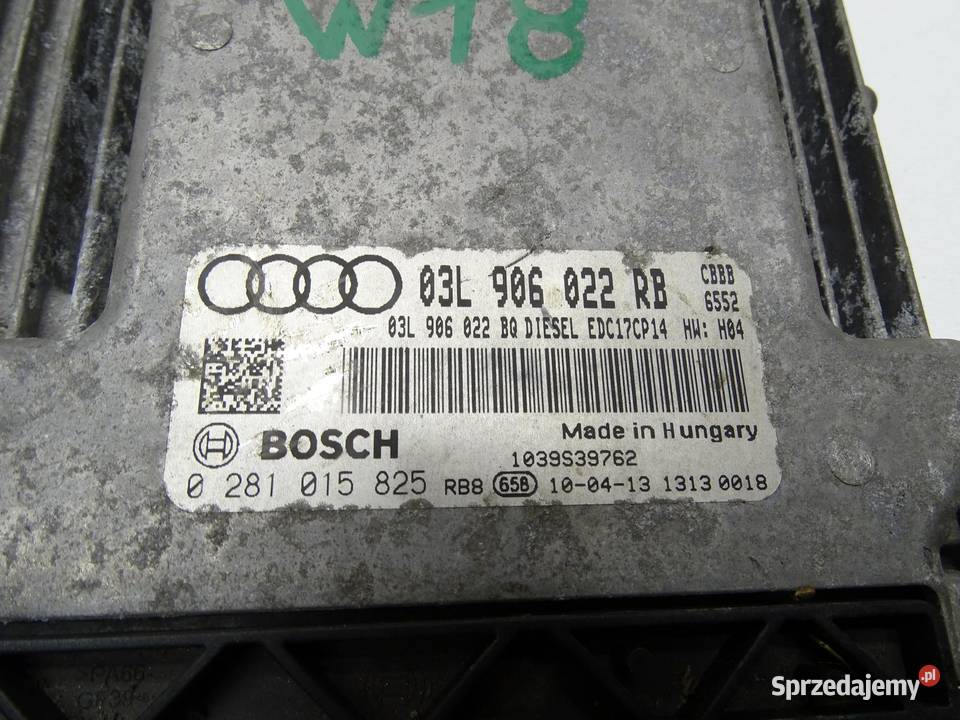 W18
03L 906 022 RB
CBBB
6552
03L 906 022 BQ DIESEL EDC17CP14 HW: H04
BOSCH
Made in Hungary
1039S39762
0 281 015 825 RB8 658 10-04-13 1313 0018
PA66
Sprzedajemy.pl